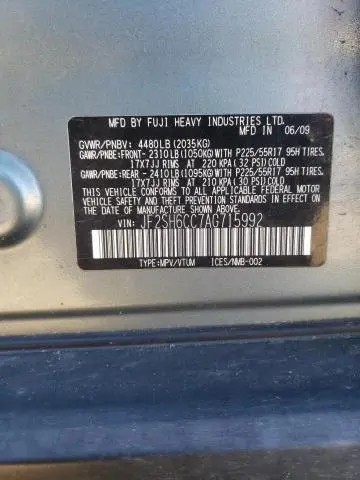 MFD BY FUJI HEAVY INDUSTRIES LTD.
MFD IN 06/09
GVWR/PNBV: 4480LB(2035KG)
GAWR/PNBE:FRONT- 2310LB(1050KG)WITH P225/55R17 95H TIRES,
17X7JJ RIMS AT 220 KPA( 32 PSI)COLD
GAWR/PNBE:REAR - 2410LB(1095KG)WITH P225/55R17 95H TIRES,
17X7JJ RIMS AT 210 KPA( 30 PSI)COLD
THIS VEHICLE CONFORMS TO ALL APPLICABLE
FEDERAL MOTOR VEHICLE SAFETY AND BUMPER
STANDARDS IN EFFECT ON THE DATE OF
MANUFACTURE SHOWN ABOVE.
VIN: JF2SH6CC7AG715992
TYPE:MPV/VTUM ICES/NMB-002